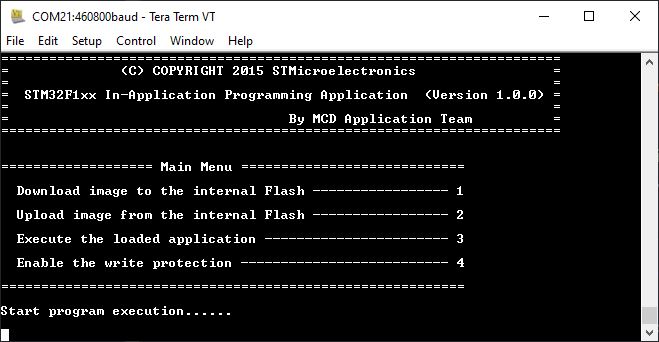 COM21:460800baud - Tera Term VT
File Edit Setup Control Window Help
======================================================================
= (C) COPYRIGHT 2015 STMicroelectronics =
= =
= STM32F1xx In-Application Programming Application (Version 1.0.0) =
= =
= By MCD Application Team =
======================================================================
=================== Main Menu ============================
Download image to the internal Flash ----------------- 1
Upload image from the internal Flash ----------------- 2
Execute the loaded application ----------------------- 3
Enable the write protection -------------------------- 4
==========================================================
Start program execution......